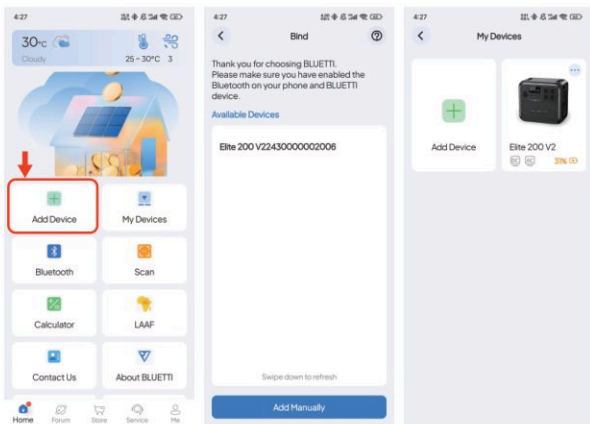 4:27
30°C
Cloudy
25 ~ 30°C 3
Add Device
My Devices
Bluetooth
Scan
Calculator
LAAF
Contact Us
About BLUETTI
Home
Forum
Store
Service
Me
4:27
Bind
Thank you for choosing BLUETTI.
Please make sure you have enabled the
Bluetooth on your phone and BLUETTI
device.
Available Devices
Elite 200 V22430000002006
Swipe down to refresh
Add Manually
4:27
My Devices
Add Device
Elite 200 V2
DC AC 31%